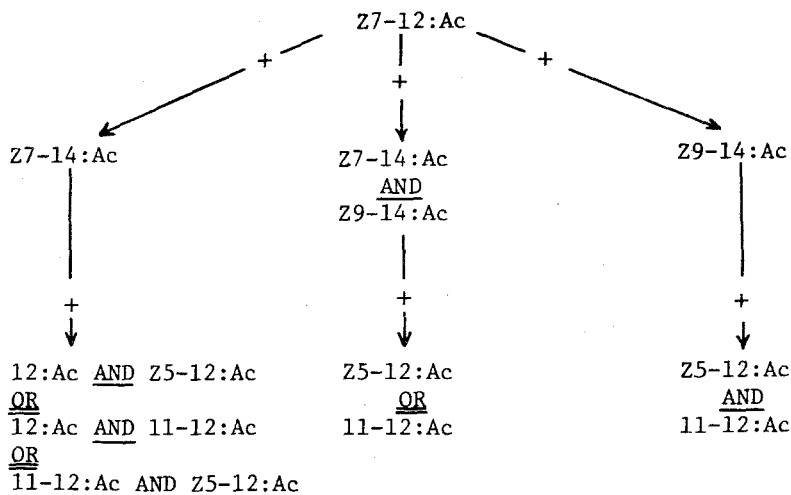 Z7-12:Ac
+ + +
Z7-14:Ac Z7-14:Ac Z9-14:Ac
AND
Z9-14:Ac
+ + +
12:Ac AND Z5-12:Ac Z5-12:Ac Z5-12:Ac
OR OR AND
12:Ac AND 11-12:Ac 11-12:Ac 11-12:Ac
OR
11-12:Ac AND Z5-12:Ac